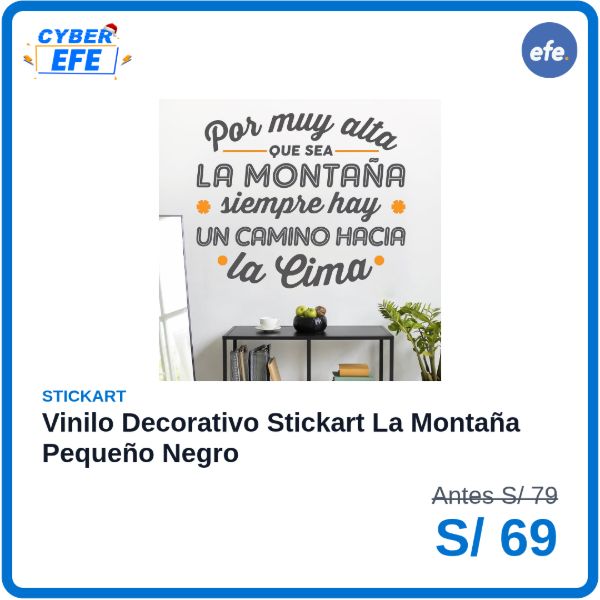 CYBER
EFE
efe.
Por muy alta
QUE SEA
LA MONTAÑA
siempre hay
UN CAMINO HACIA
la Cima
STICKART
Vinilo Decorativo Stickart La Montaña
Pequeño Negro
Antes S/ 79
S/ 69